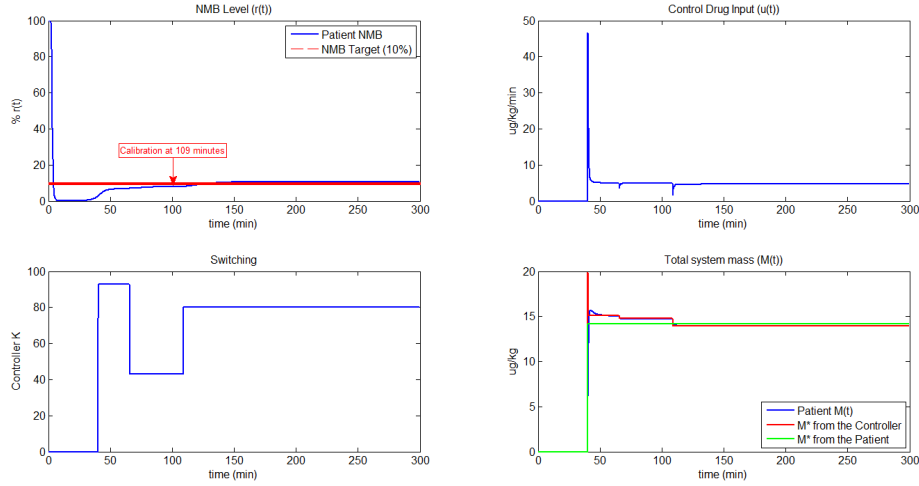 NMB Level (r(t))
% r(t)
100
80
60
40
20
0
Patient NMB
NMB Target (10%)
Calibration at 109 minutes
0 50 100 150 200 250 300
time (min)
Control Drug Input (u(t))
ug/kg/min
50
40
30
20
10
0
0 50 100 150 200 250 300
time (min)
Switching
Controller K
100
80
60
40
20
0
0 50 100 150 200 250 300
time (min)
Total system mass (M(t))
ug/kg
20
15
10
5
0
Patient M(t)
M* from the Controller
M* from the Patient
0 50 100 150 200 250 300
time (min)